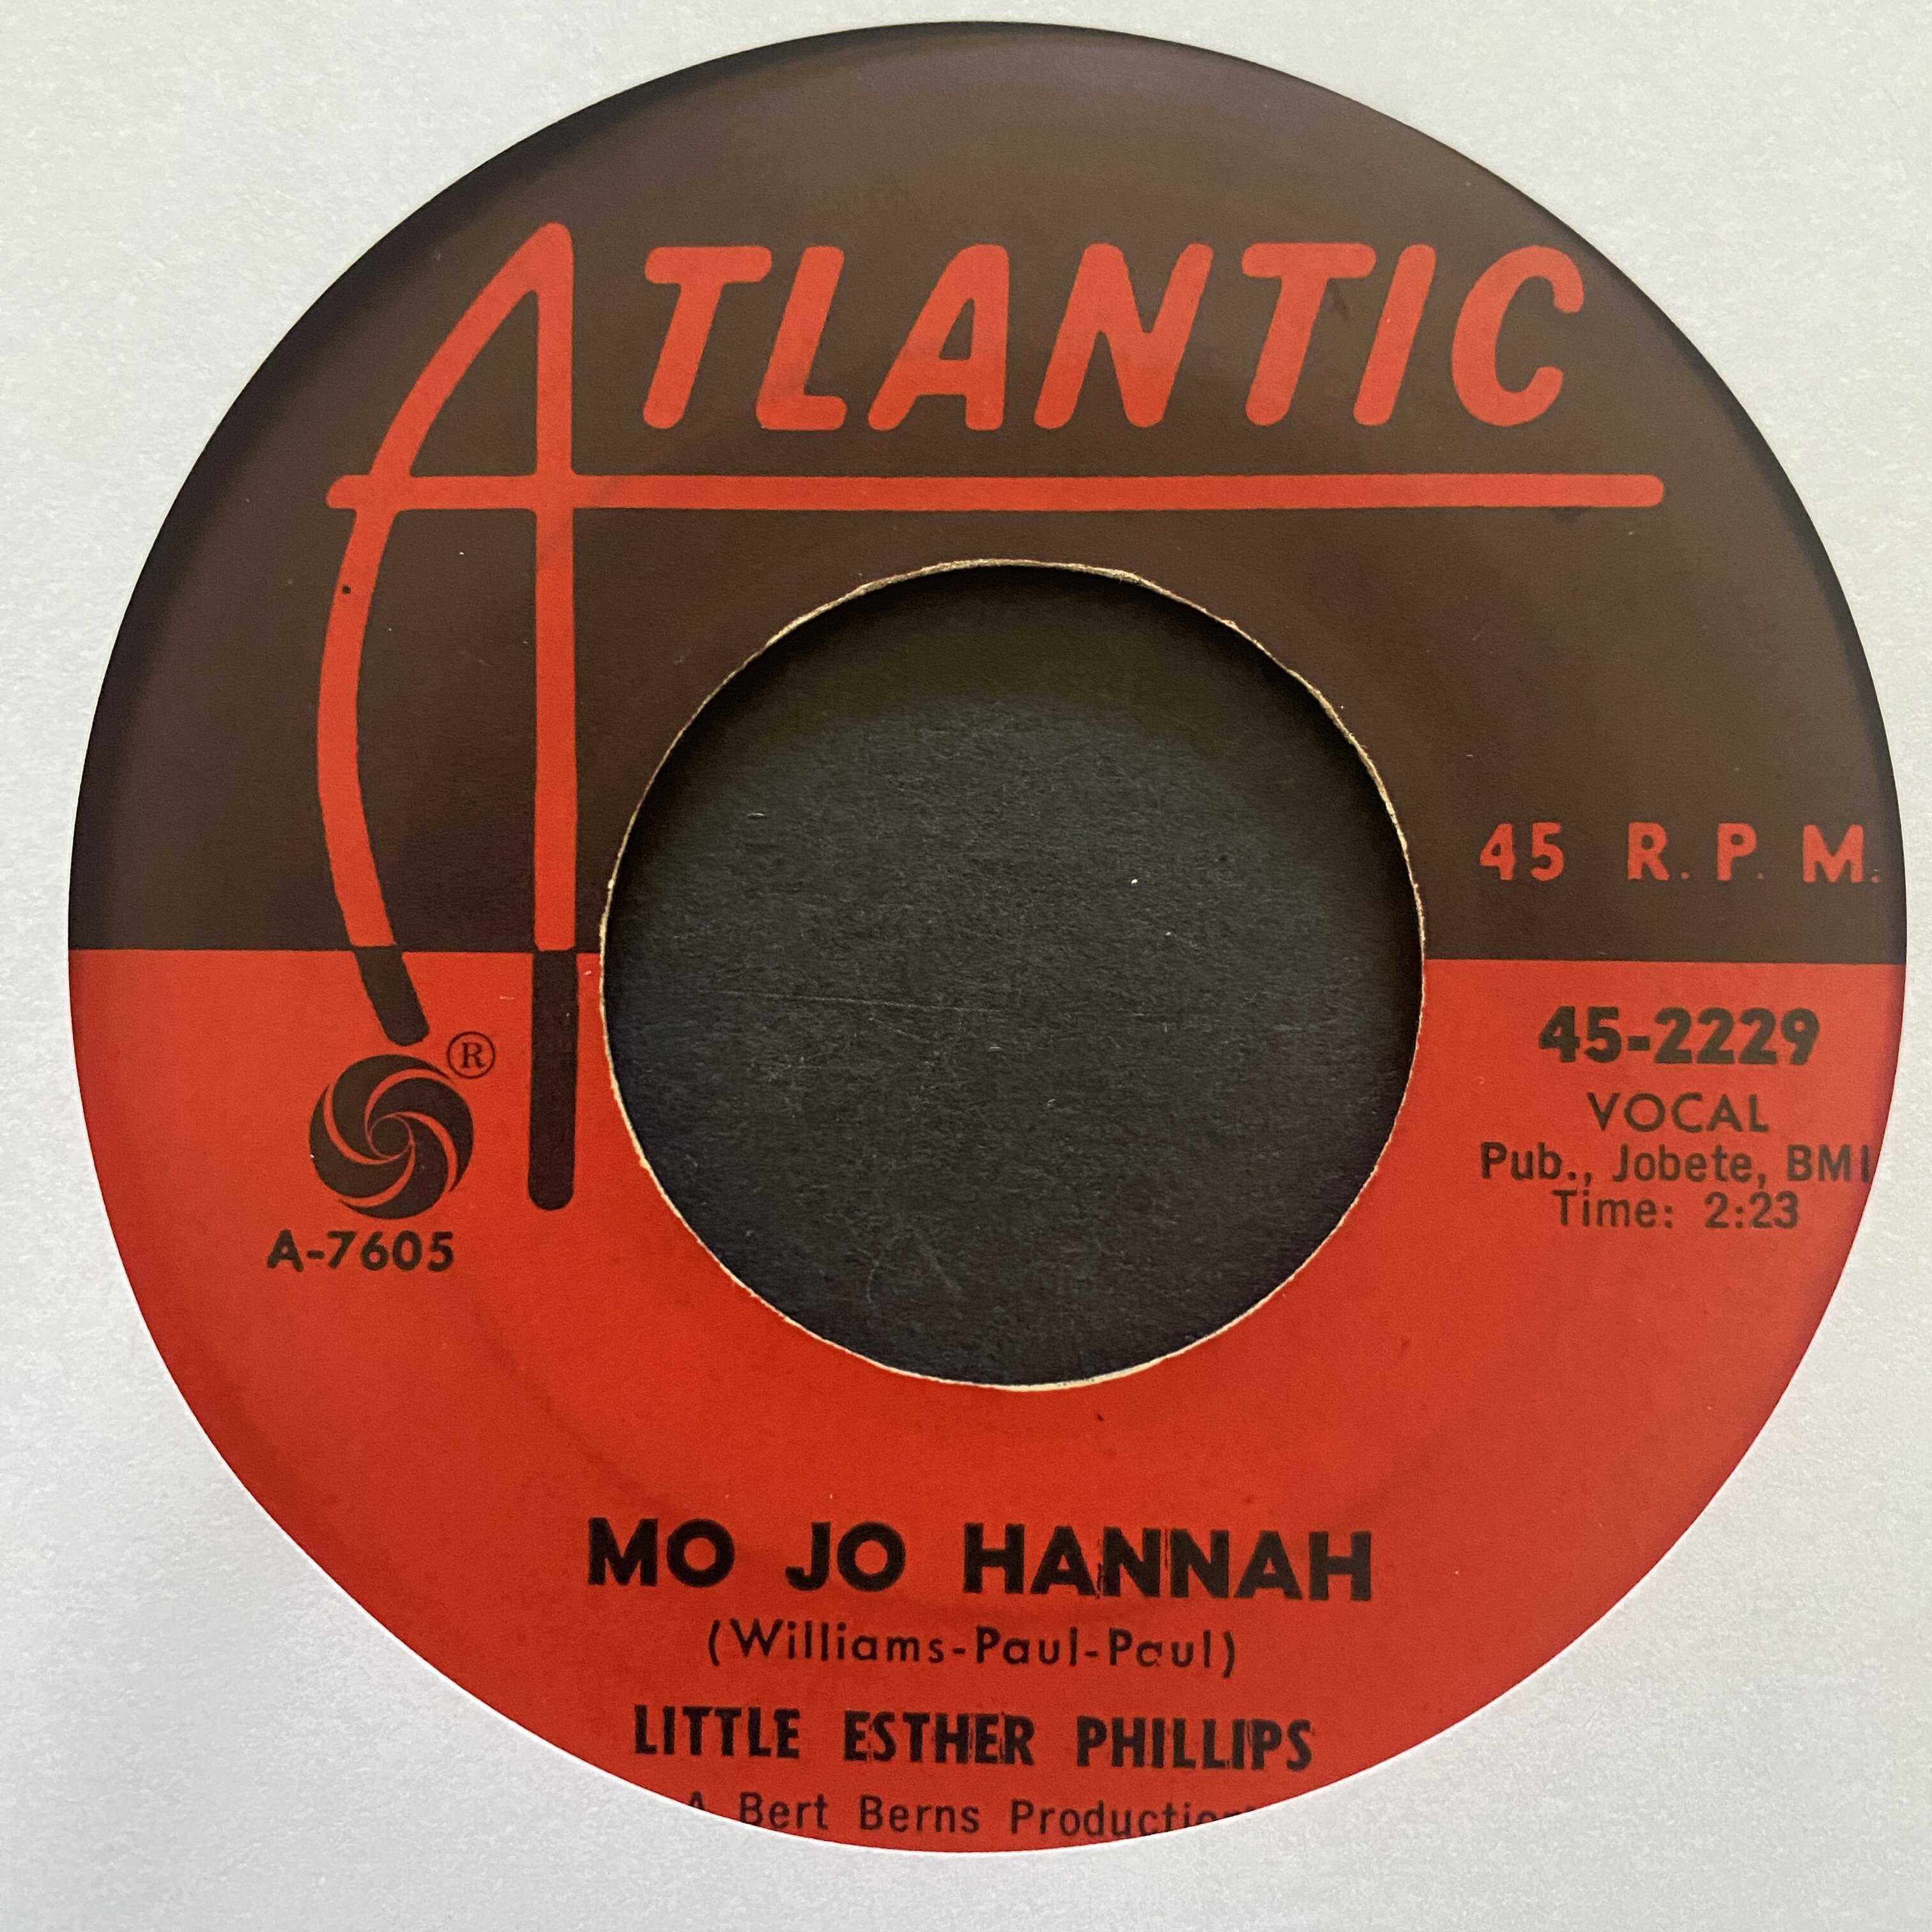 ATLANTIC
45 R.P.M.
®
45-2229
VOCAL
Pub., Jobete, BMI
Time: 2:23
A-7605
MO JO HANNAH
(Williams-Paul-Paul)
LITTLE ESTHER PHILLIPS
A Bert Berns Production